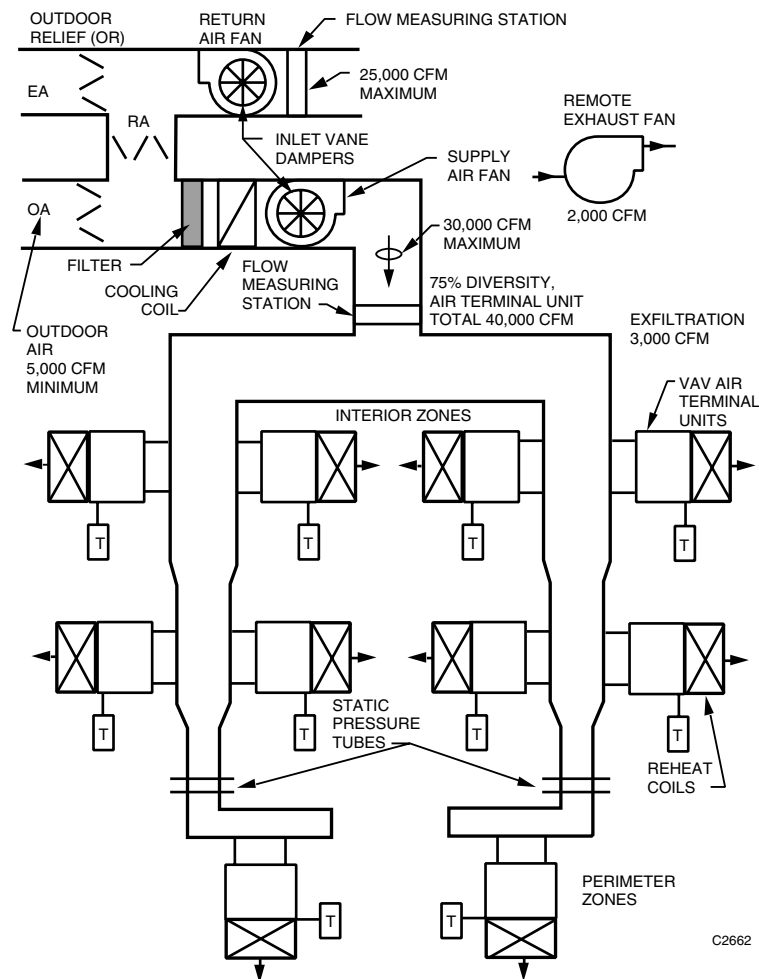 OUTDOOR
RELIEF (OR)
RETURN
AIR FAN
FLOW MEASURING STATION
25,000 CFM
MAXIMUM
EA
RA
INLET VANE
DAMPERS
SUPPLY
AIR FAN
REMOTE
EXHAUST FAN
2,000 CFM
OA
30,000 CFM
MAXIMUM
FILTER
COOLING
COIL
FLOW
MEASURING
STATION
75% DIVERSITY,
AIR TERMINAL UNIT
TOTAL 40,000 CFM
OUTDOOR
AIR
5,000 CFM
MINIMUM
EXFILTRATION
3,000 CFM
VAV AIR
TERMINAL
UNITS
INTERIOR ZONES
T
T
T
T
T
T
T
T
STATIC
PRESSURE
TUBES
REHEAT
COILS
T
T
PERIMETER
ZONES
C2662